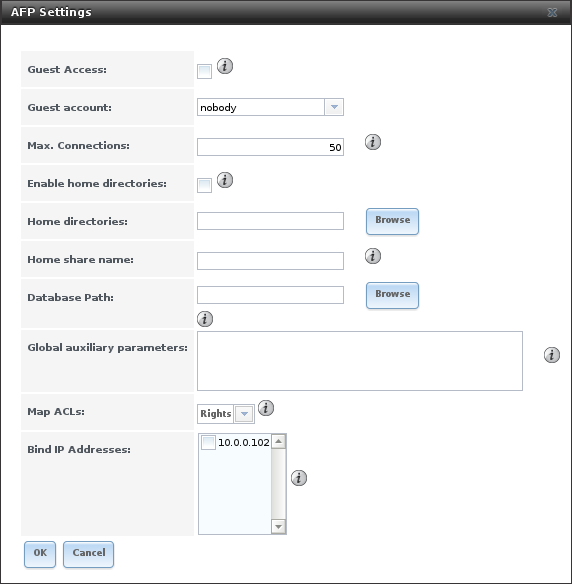 AFP Settings
Guest Access:
Guest account:
nobody
Max. Connections:
50
Enable home directories:
Home directories:
Browse
Home share name:
Database Path:
Browse
Global auxiliary parameters:
Map ACLs:
Rights
Bind IP Addresses:
10.0.0.102
OK
Cancel